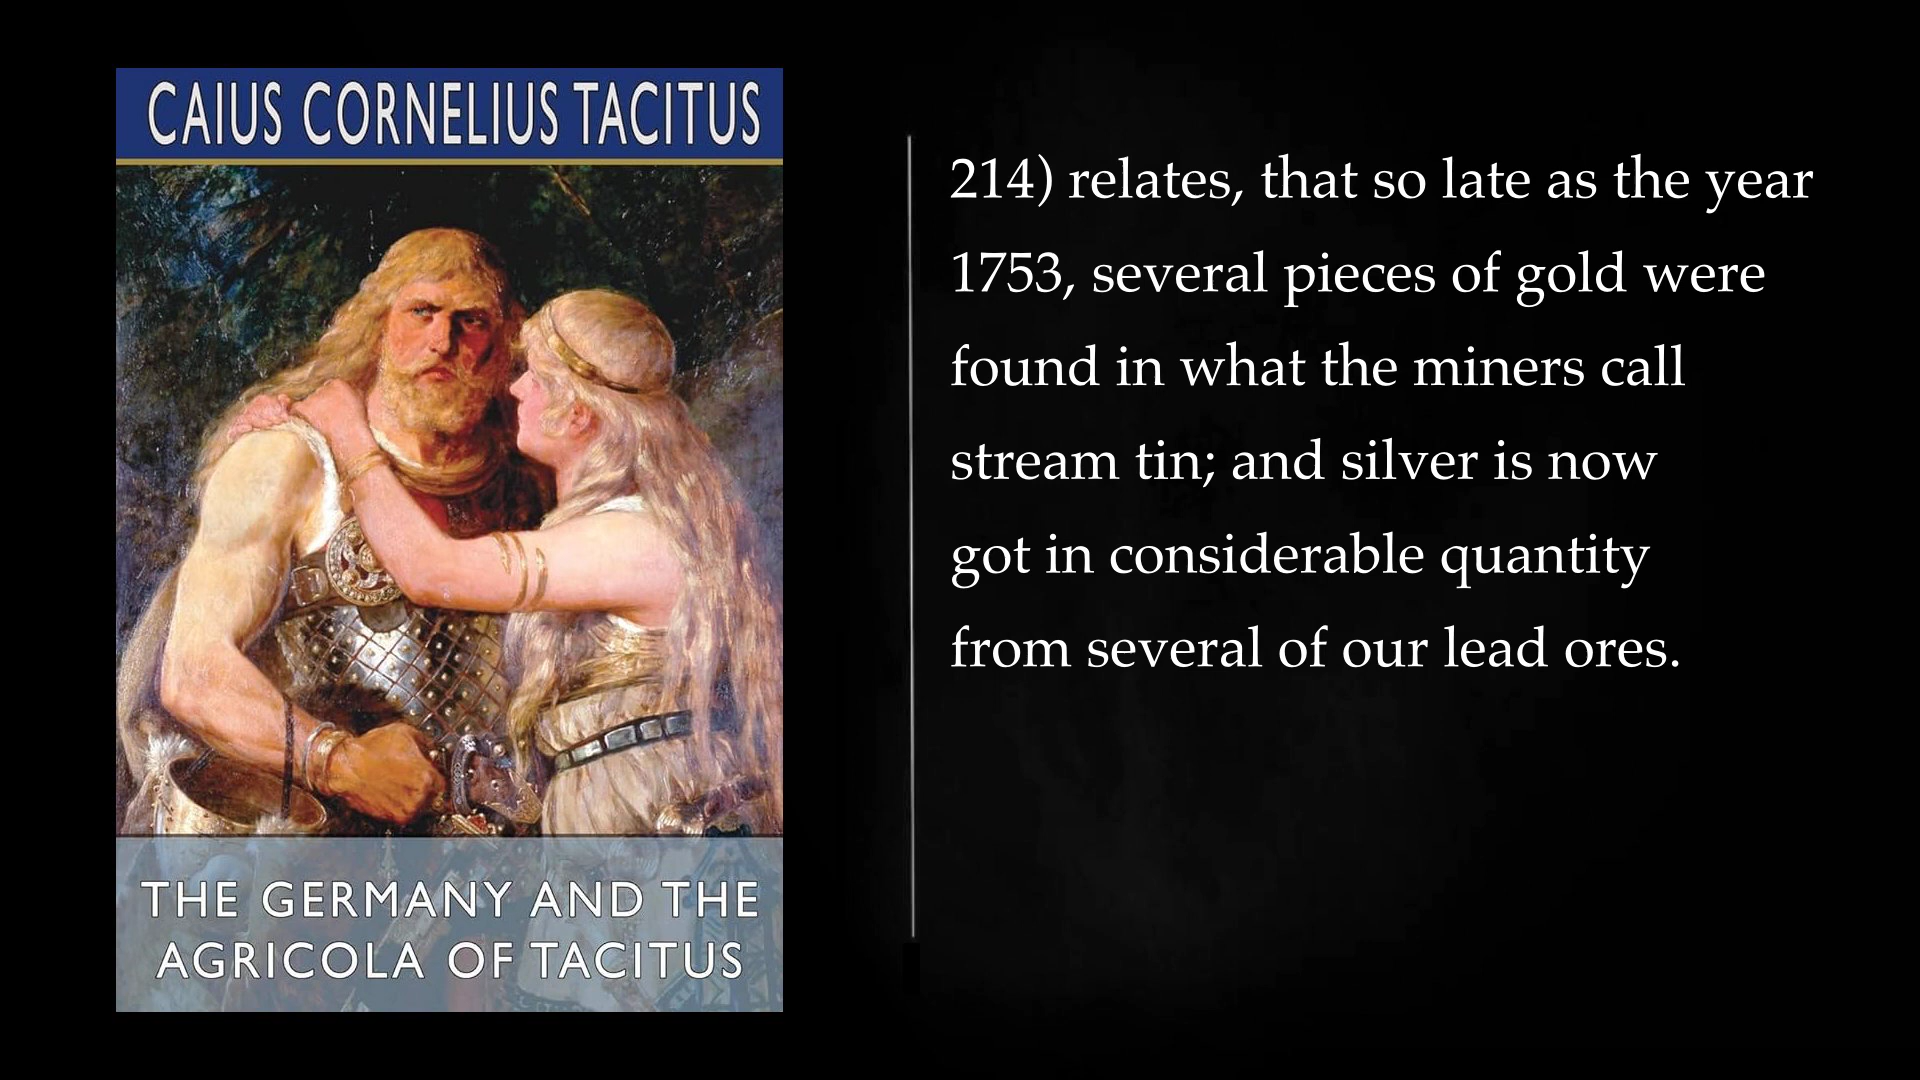 CAIUS CORNELIUS TACITUS
THE GERMANY AND THE
AGRICOLA OF TACITUS
214) relates, that so late as the year
1753, several pieces of gold were
found in what the miners call
stream tin; and silver is now
got in considerable quantity
from several of our lead ores.